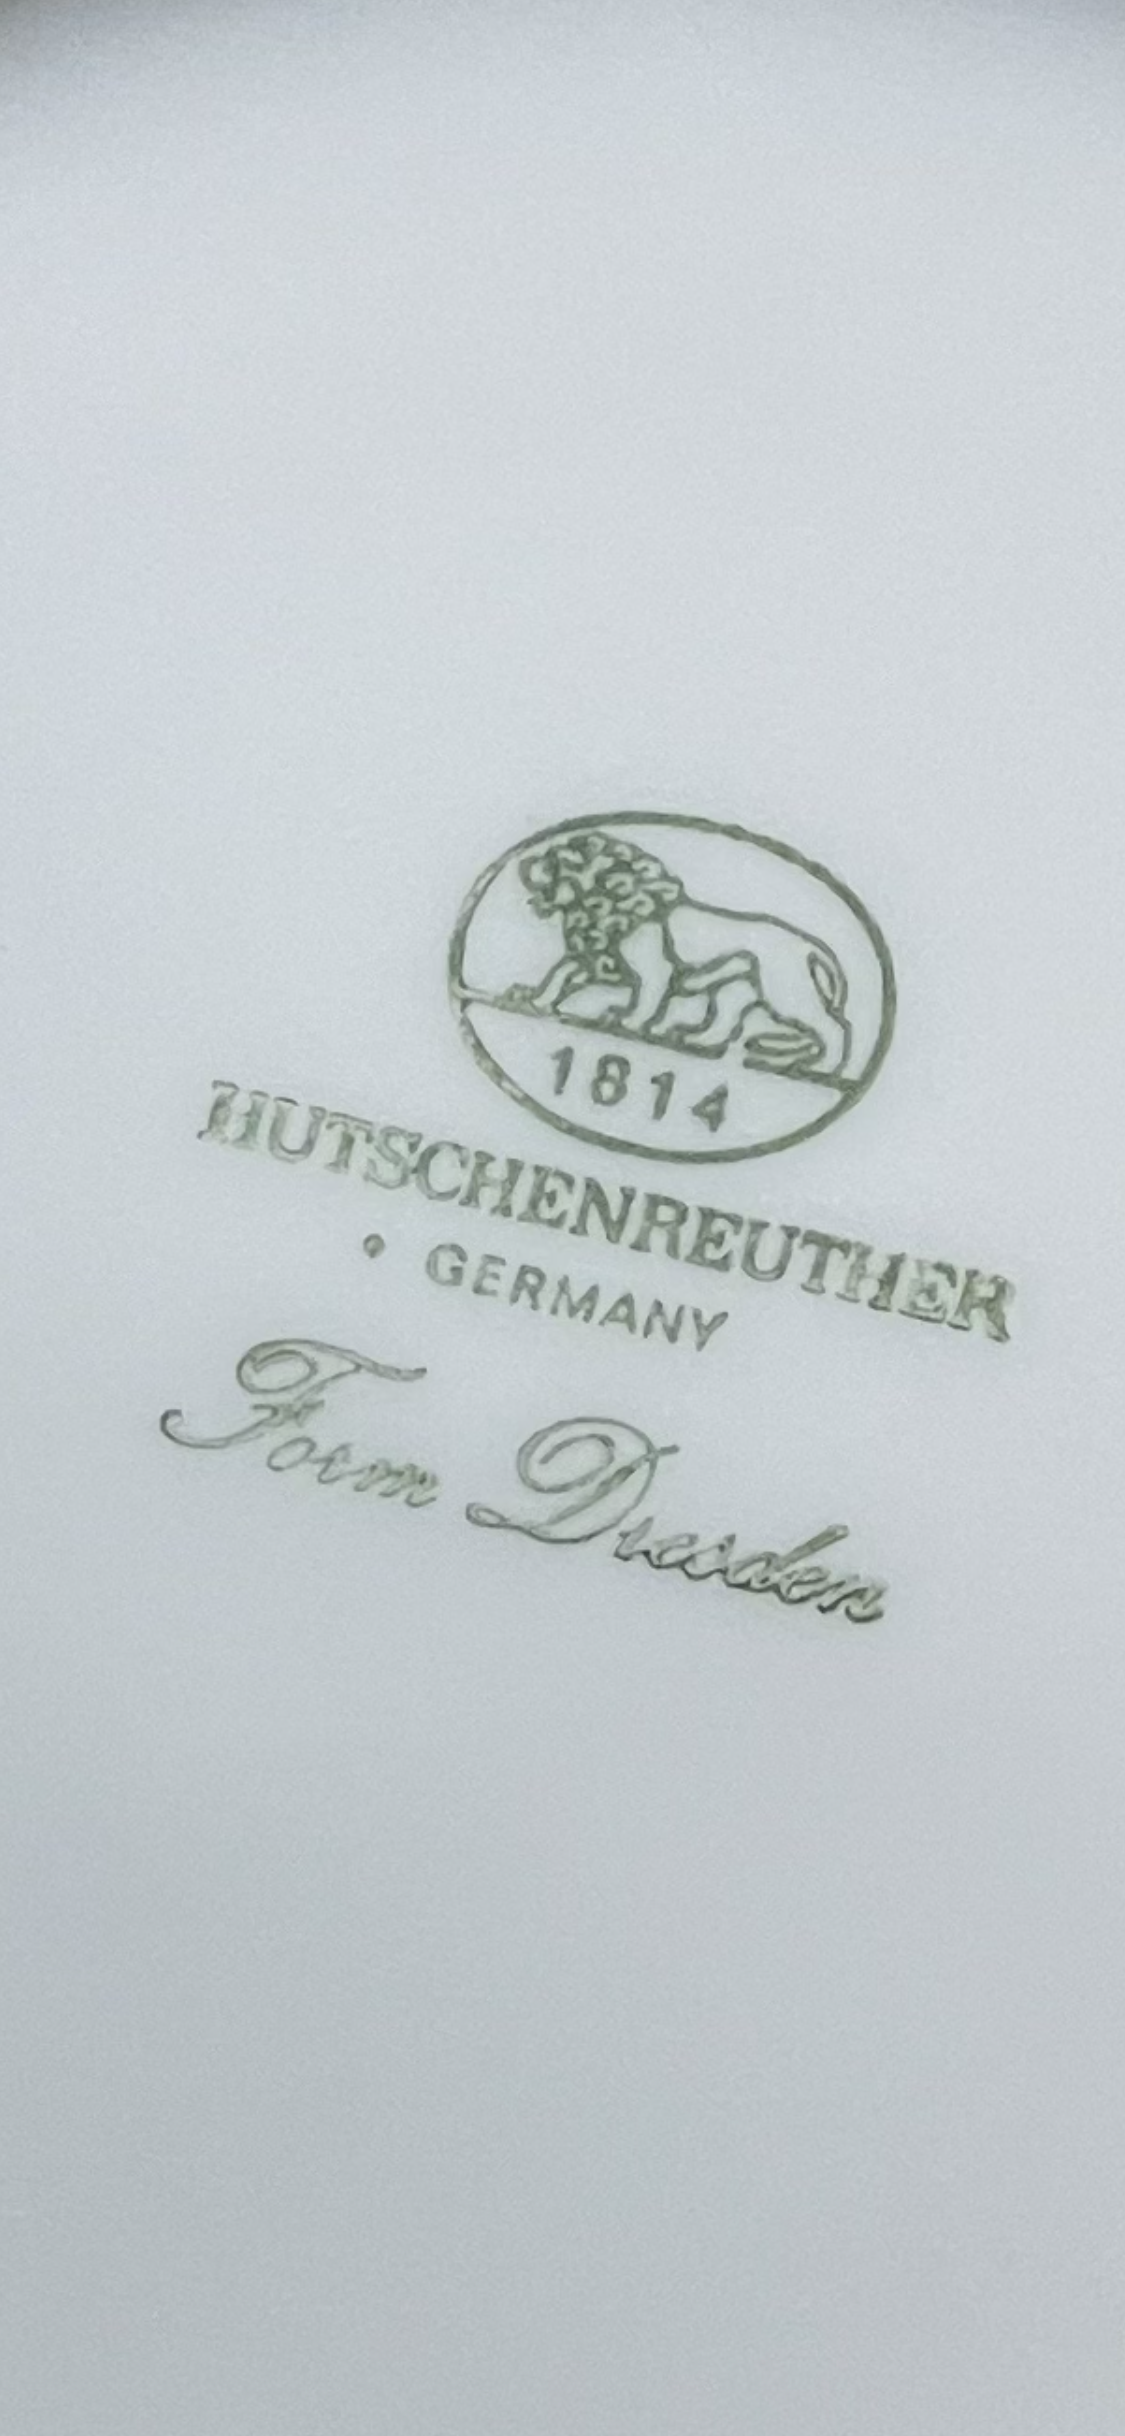 1814
HUTSCHENREUTHER
• GERMANY
Form Dresden